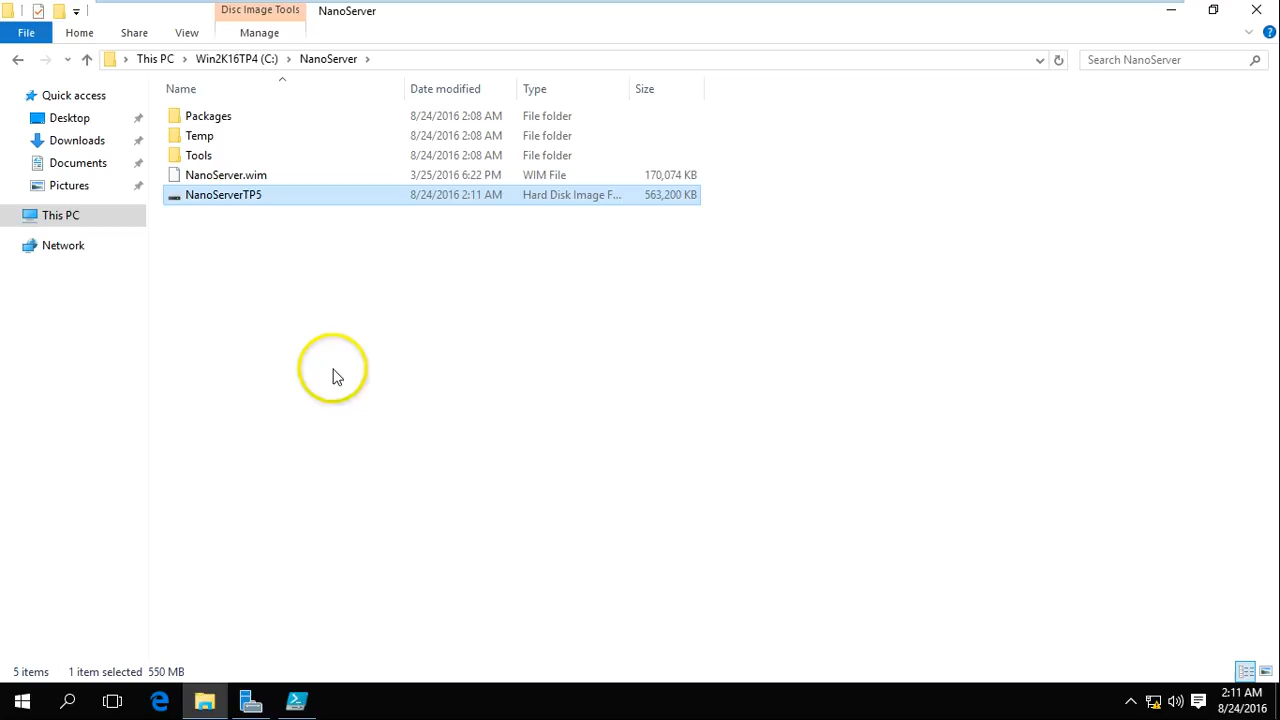 Disc Image Tools
NanoServer
File
Home
Share
View
Manage
This PC
Win2K16TP4 (C:)
NanoServer
Search NanoServer
Name
Date modified
Type
Size
Quick access
Desktop
Downloads
Documents
Pictures
This PC
Network
Packages 8/24/2016 2:08 AM File folder
Temp 8/24/2016 2:08 AM File folder
Tools 8/24/2016 2:08 AM File folder
NanoServer.wim 3/25/2016 6:22 PM WIM File 170,074 KB
NanoServerTP5 8/24/2016 2:11 AM Hard Disk Image F... 563,200 KB
5 items 1 item selected 550 MB
2:11 AM
8/24/2016